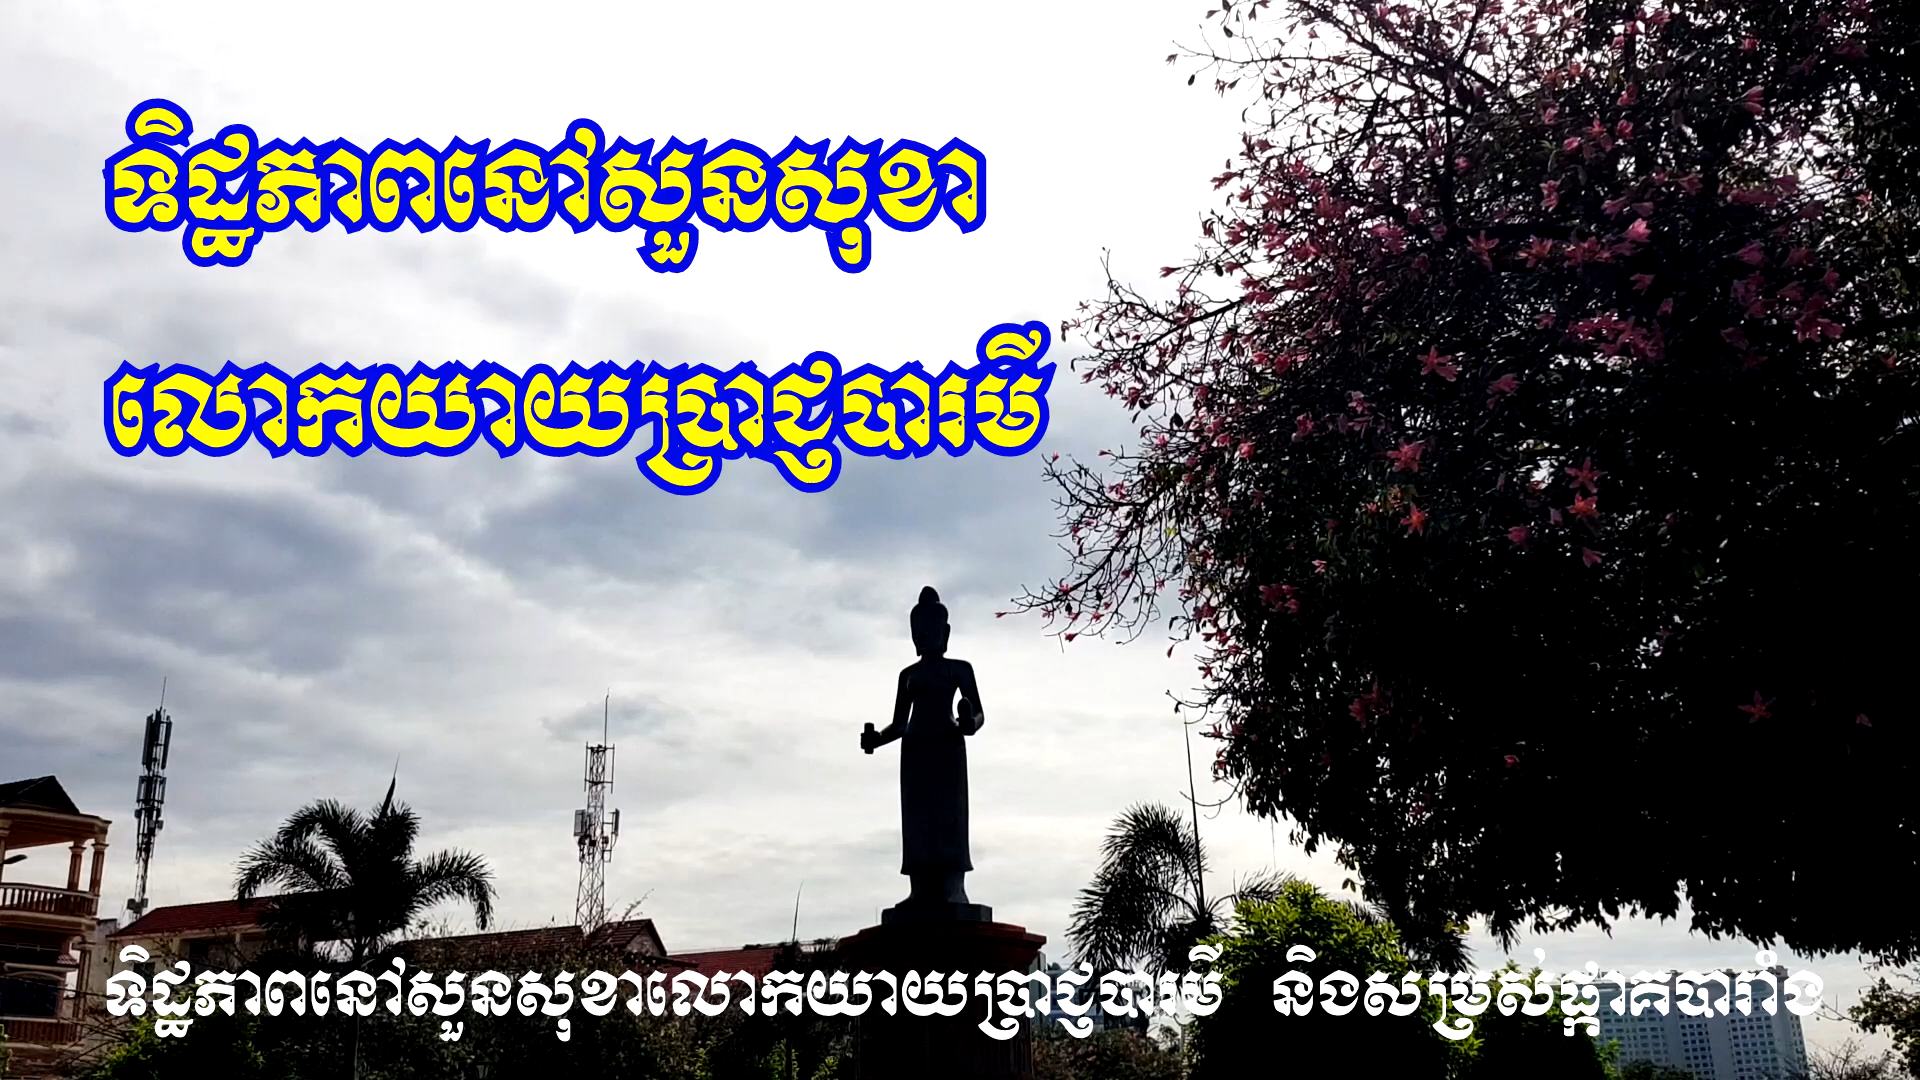 ទិដ្ឋភាពនៅសួនសុខា
លោកយាយប្រាជ្ញបារមី
ទិដ្ឋភាពនៅសួនសុខាលោកយាយប្រាជ្ញបារមី និងសម្រស់ផ្កាគបារាំង